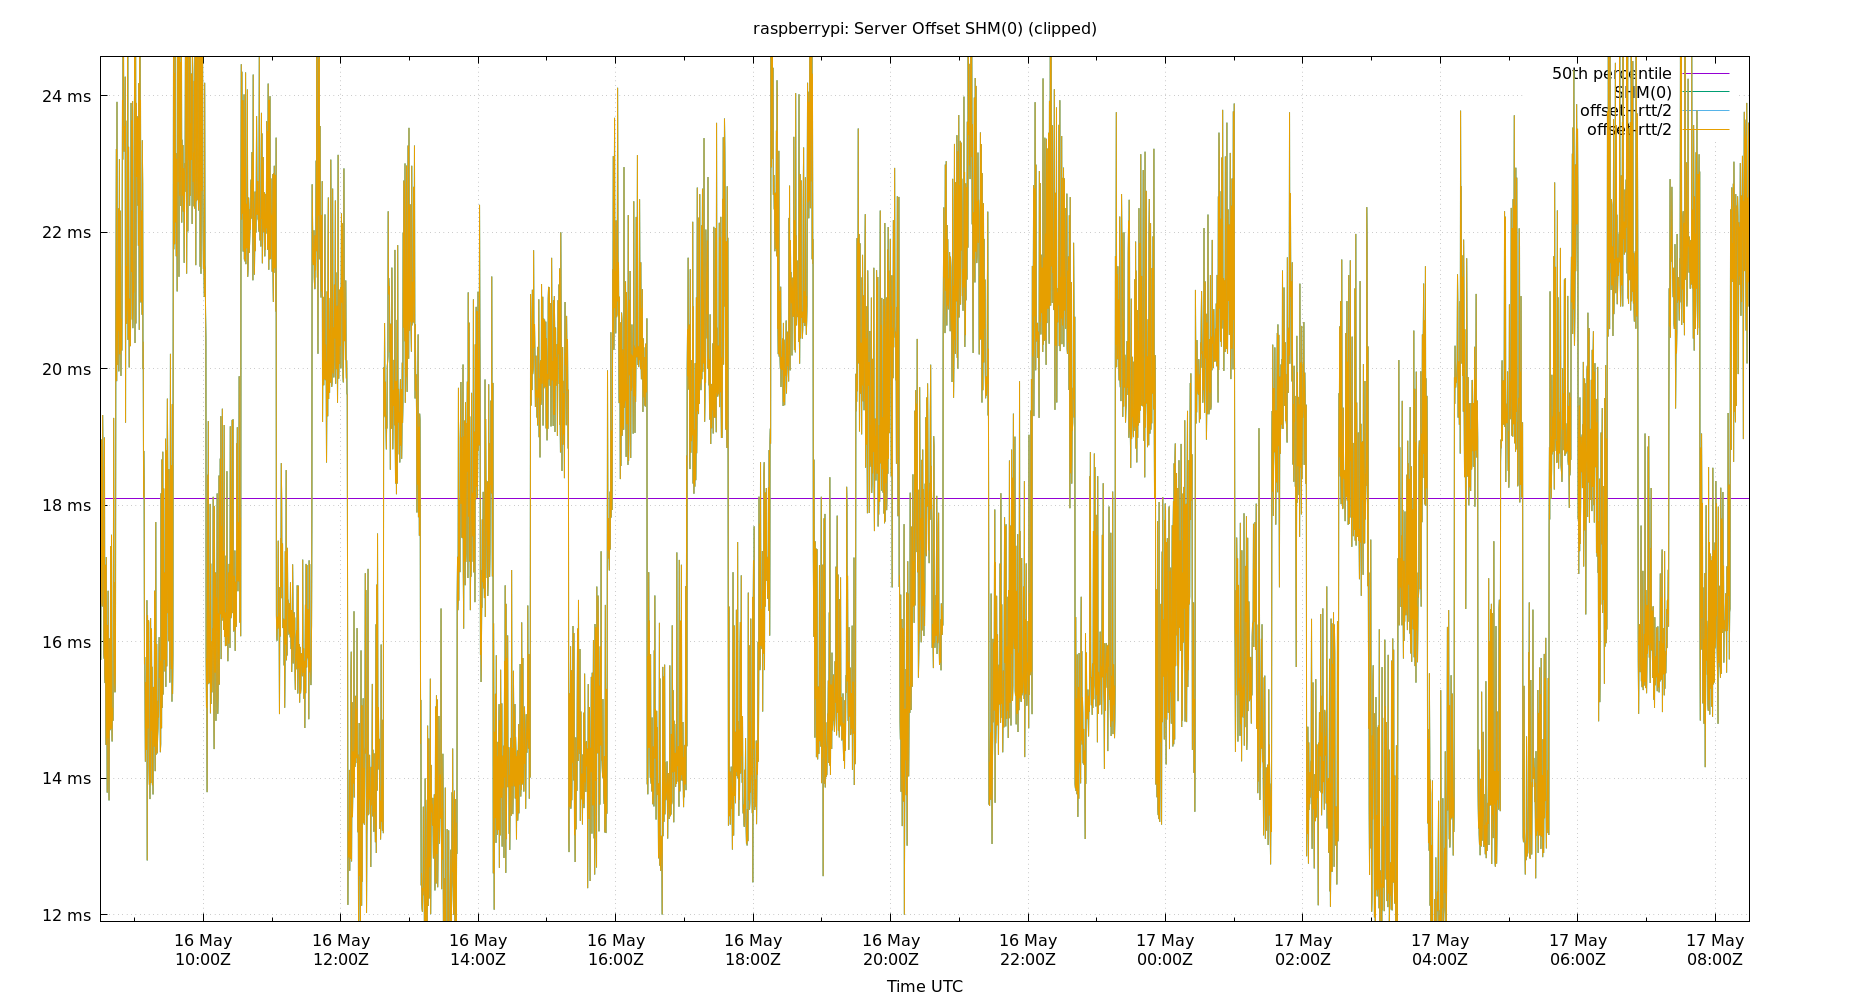 raspberrypi: Server Offset SHM(0) (clipped)
50th percentile
SHM(0)
offset+rtt/2
offset-rtt/2
24 ms
22 ms
20 ms
18 ms
16 ms
14 ms
12 ms
16 May 16 May 16 May 16 May 16 May 16 May 16 May 17 May 17 May 17 May 17 May 17 May
10:00Z 12:00Z 14:00Z 16:00Z 18:00Z 20:00Z 22:00Z 00:00Z 02:00Z 04:00Z 06:00Z 08:00Z
Time UTC